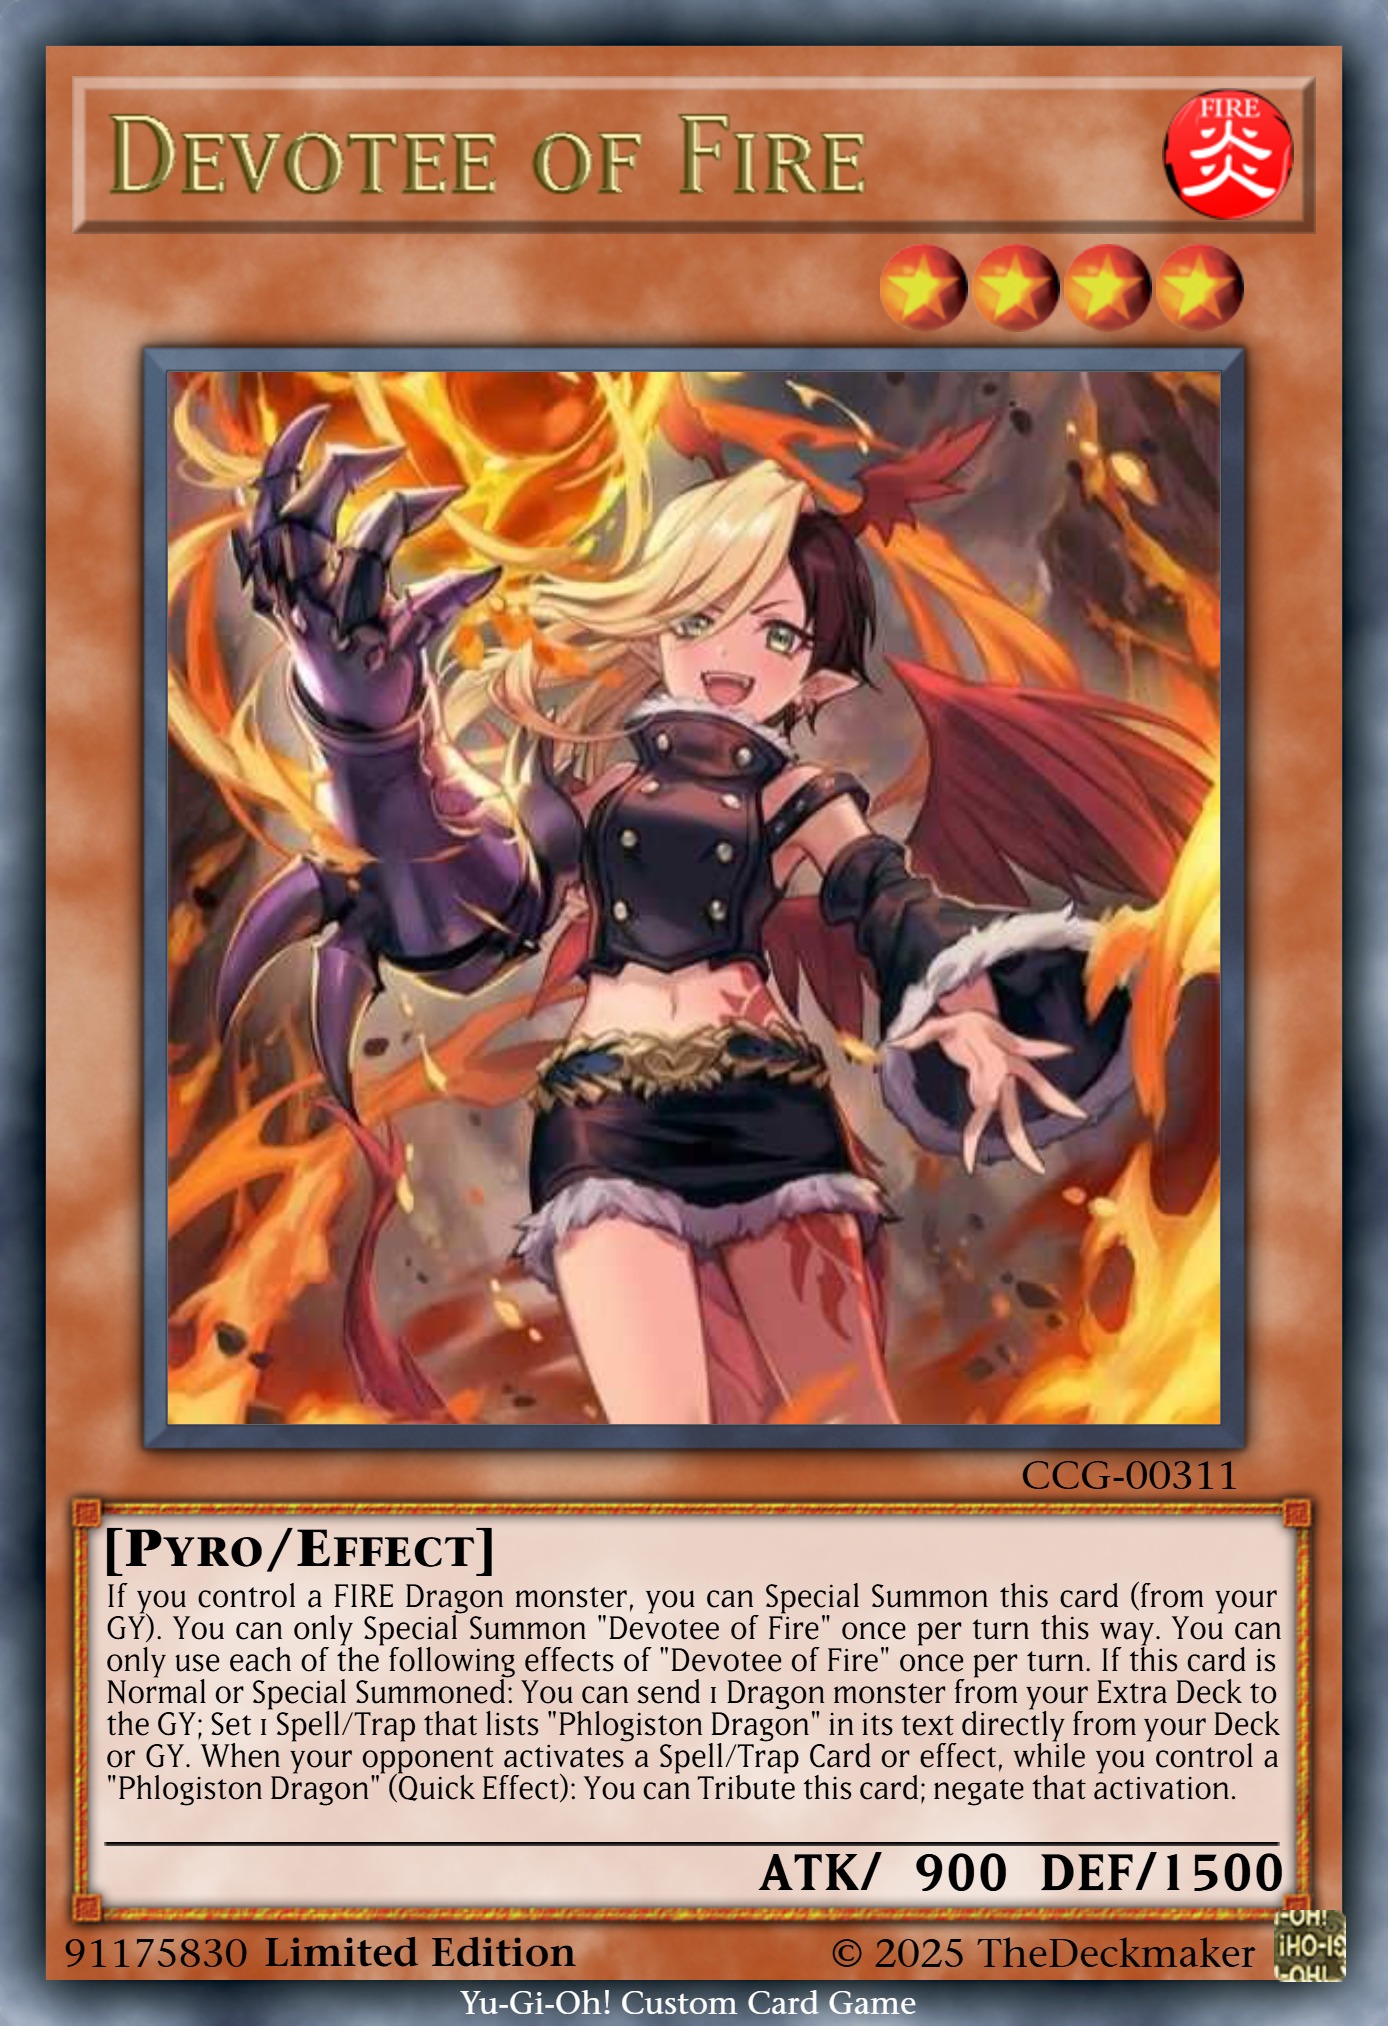 DEVOTEE OF FIRE
FIRE
炎
CCG-00311
[PYRO/EFFECT]
If you control a FIRE Dragon monster, you can Special Summon this card (from your
GY). You can only Special Summon "Devotee of Fire" once per turn this way. You can
only use each of the following effects of "Devotee of Fire" once per turn. If this card is
Normal or Special Summoned: You can send 1 Dragon monster from your Extra Deck to
the GY; Set 1 Spell/Trap that lists "Phlogiston Dragon" in its text directly from your Deck
or GY. When your opponent activates a Spell/Trap Card or effect, while you control a
"Phlogiston Dragon" (Quick Effect): You can Tribute this card; negate that activation.
ATK/ 900 DEF/1500
91175830 Limited Edition
© 2025 TheDeckmaker
Yu-Gi-Oh! Custom Card Game